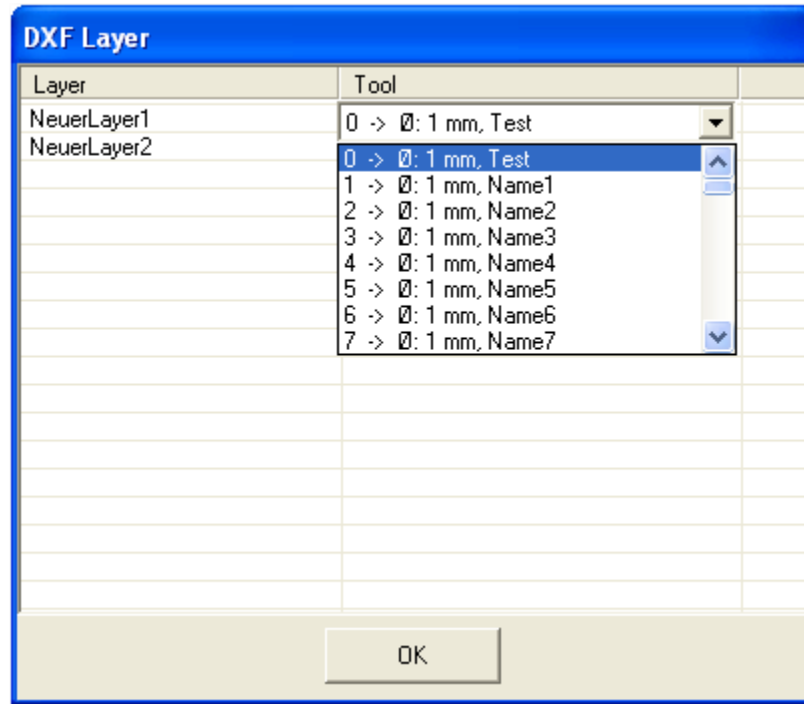 DXF Layer
Layer Tool
NeuerLayer1 0 -> Ø: 1 mm, Test
NeuerLayer2
0 -> Ø: 1 mm, Test
1 -> Ø: 1 mm, Name1
2 -> Ø: 1 mm, Name2
3 -> Ø: 1 mm, Name3
4 -> Ø: 1 mm, Name4
5 -> Ø: 1 mm, Name5
6 -> Ø: 1 mm, Name6
7 -> Ø: 1 mm, Name7
OK